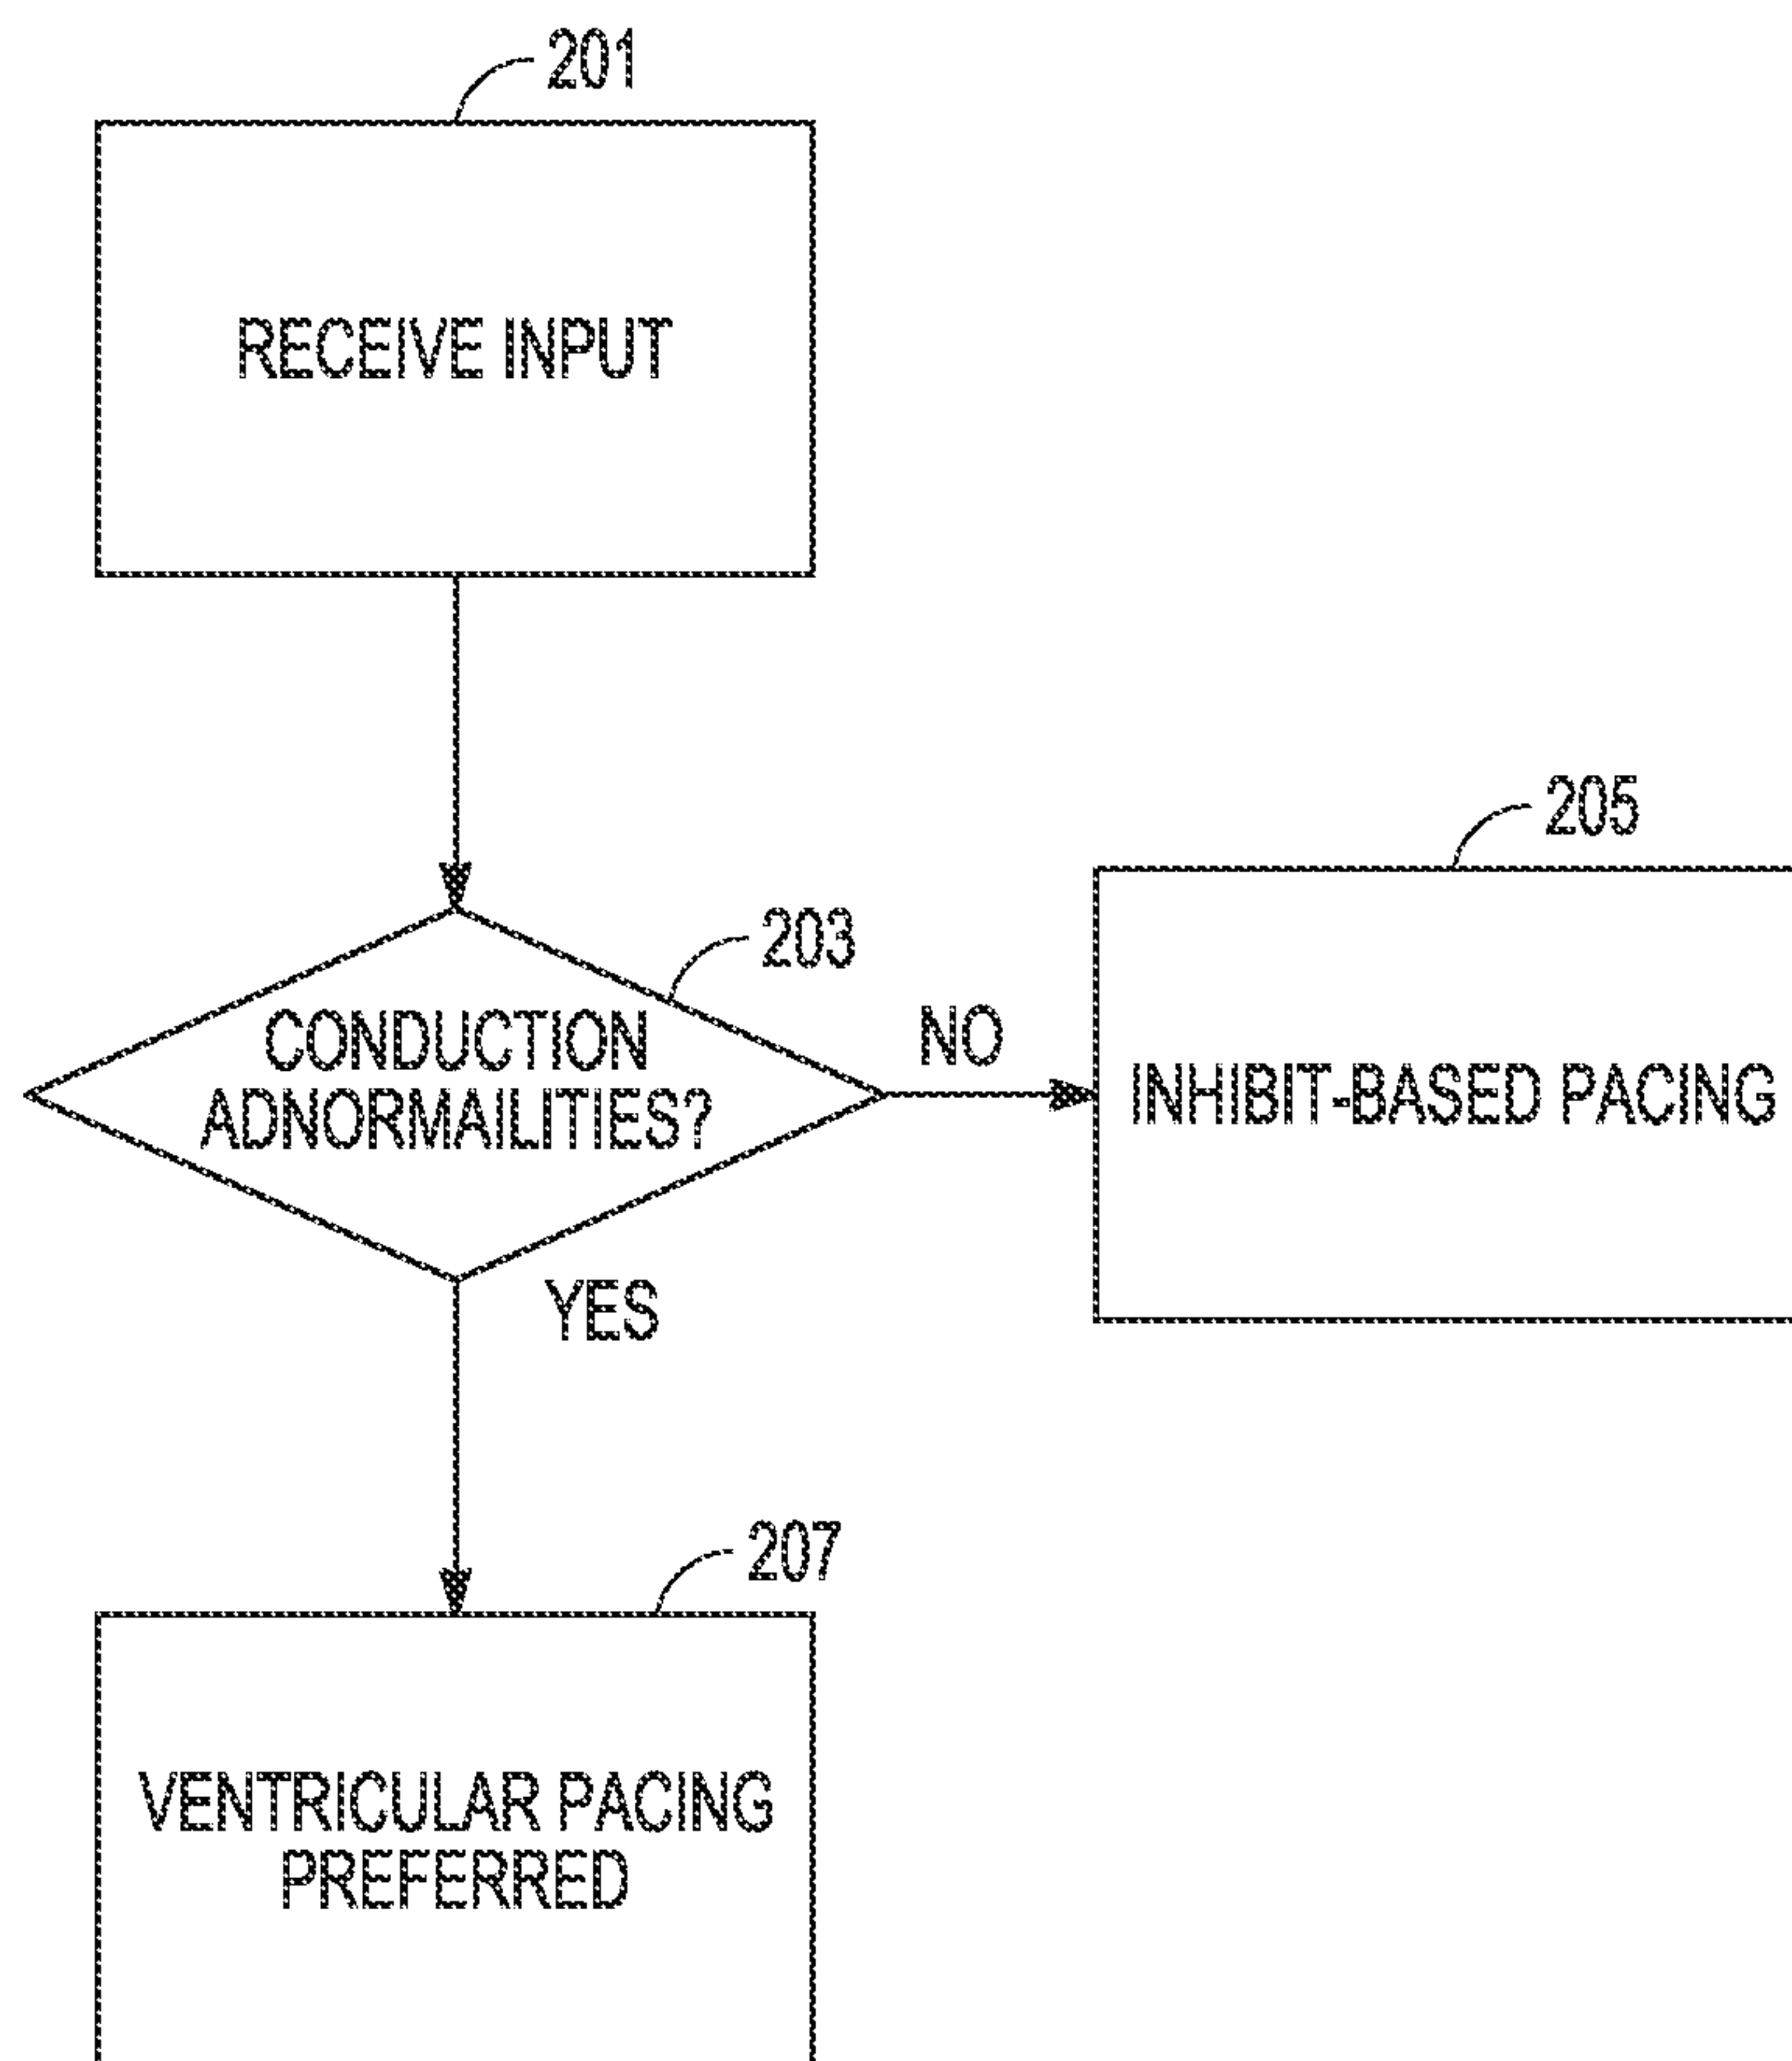 201
RECEIVE INPUT
203
CONDUCTION
ADNORMAILITIES?
NO
205
INHIBIT-BASED PACING
YES
207
VENTRICULAR PACING
PREFERRED